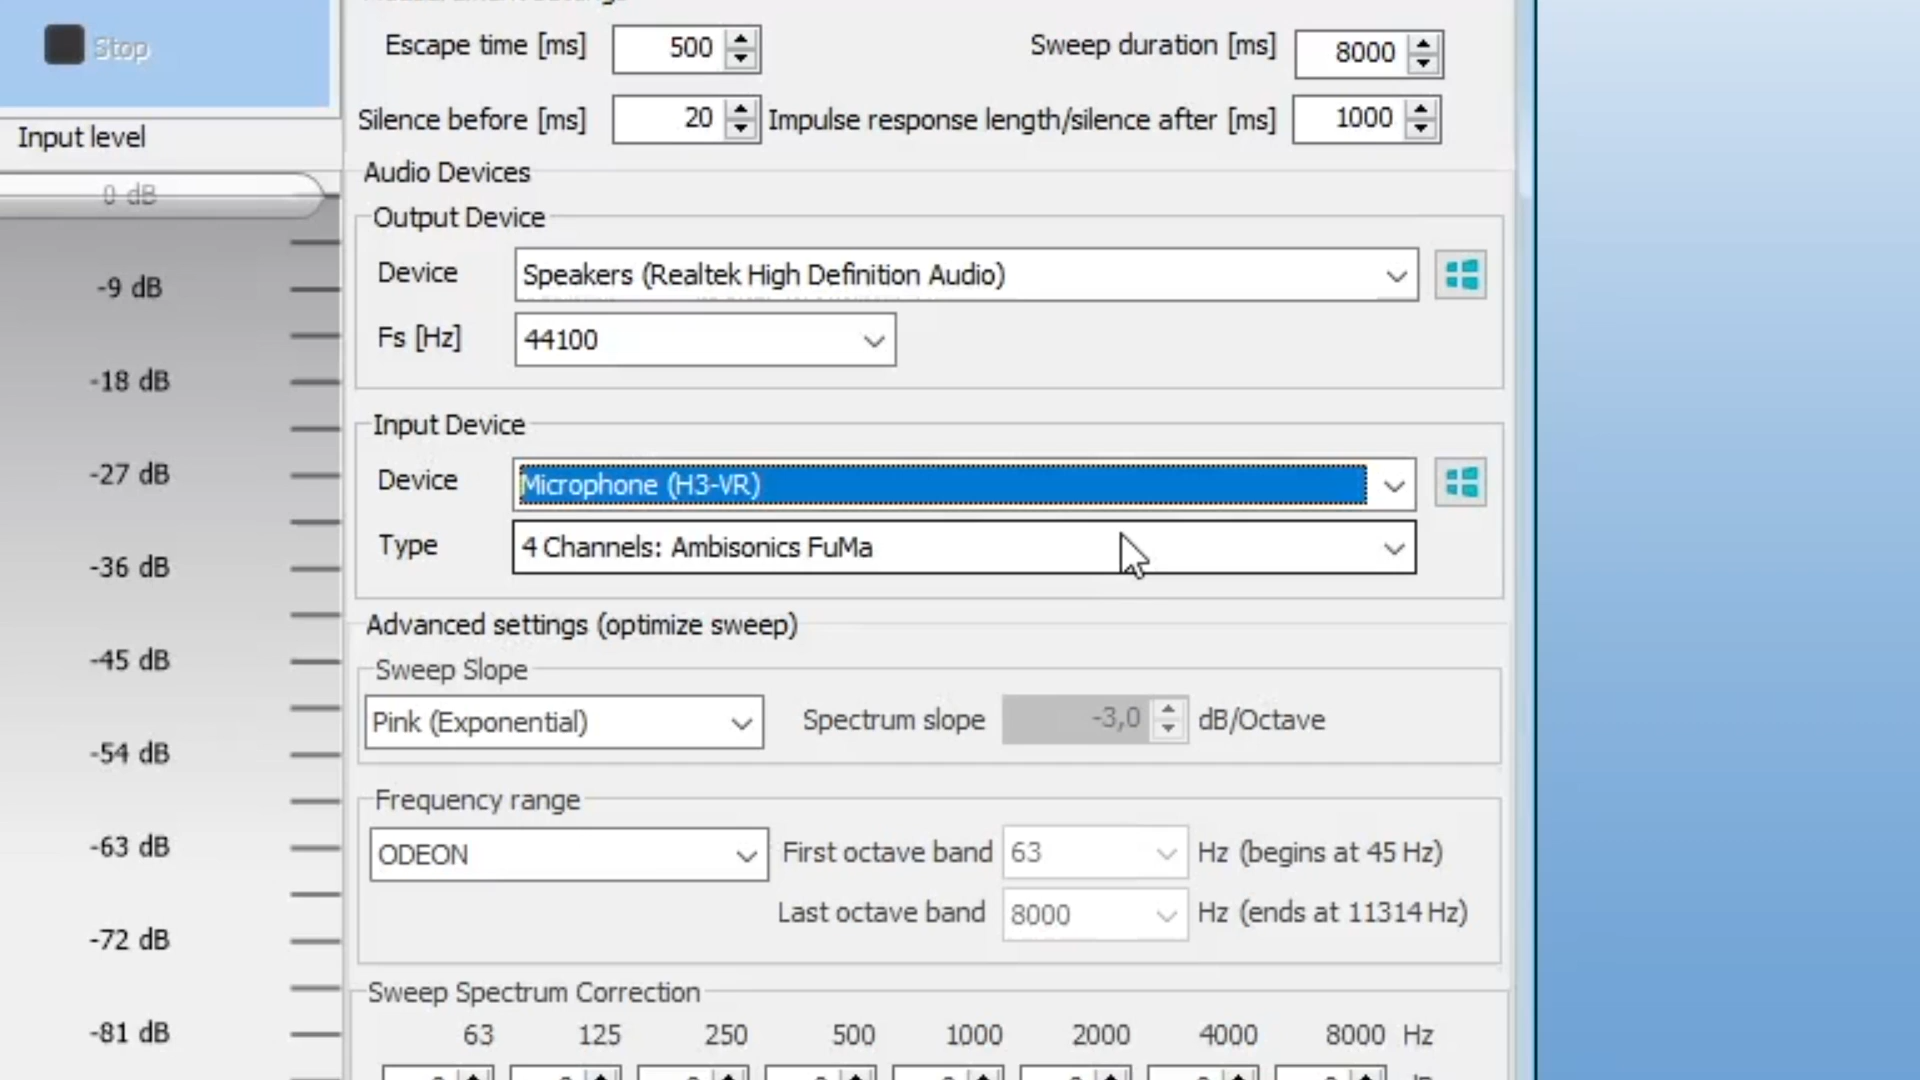 Stop
Escape time [ms] 500 Sweep duration [ms] 8000
Silence before [ms] 20 Impulse response length/silence after [ms] 1000
Input level
Audio Devices
0 dB
Output Device
Device Speakers (Realtek High Definition Audio)
-9 dB
Fs [Hz] 44100
-18 dB
Input Device
-27 dB
Device Microphone (H3-VR)
Type 4 Channels: Ambisonics FuMa
-36 dB
Advanced settings (optimize sweep)
-45 dB
Sweep Slope
Pink (Exponential) Spectrum slope -3,0 dB/Octave
-54 dB
Frequency range
-63 dB
ODEON First octave band 63 Hz (begins at 45 Hz)
Last octave band 8000 Hz (ends at 11314 Hz)
-72 dB
Sweep Spectrum Correction
-81 dB
63 125 250 500 1000 2000 4000 8000 Hz